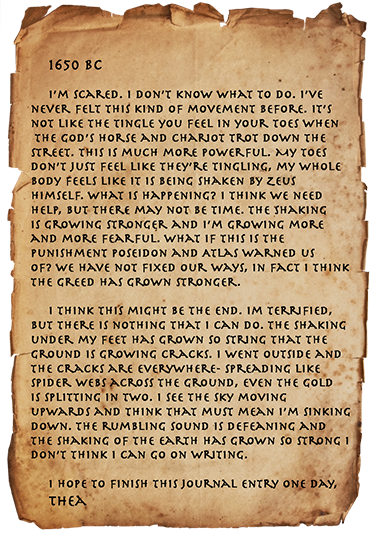 1650 BC
I'm scared. I don't know what to do. I've
never felt this kind of movement before. It's
not like the tingle you feel in your toes when
the God's horse and chariot trot down the
street. This is much more powerful. My toes
don't just feel like they're tingling, my whole
body feels like it is being shaken by Zeus
himself. What is happening? I think we need
help, but there may not be time. The shaking
is growing stronger and I'm growing more
and more fearful. What if this is the
punishment Poseidon and Atlas warned us
of? We have not fixed our ways, in fact I think
the greed has grown stronger.
I think this might be the end. Im terrified,
but there is nothing that I can do. The shaking
under my feet has grown so string that the
ground is growing cracks. I went outside and
the cracks are everywhere- spreading like
spider webs across the ground, even the gold
is splitting in two. I see the sky moving
upwards and think that must mean I'm sinking
down. The rumbling sound is defeaning and
the shaking of the earth has grown so strong I
don't think I can go on writing.
I hope to finish this journal entry one day,
Thea